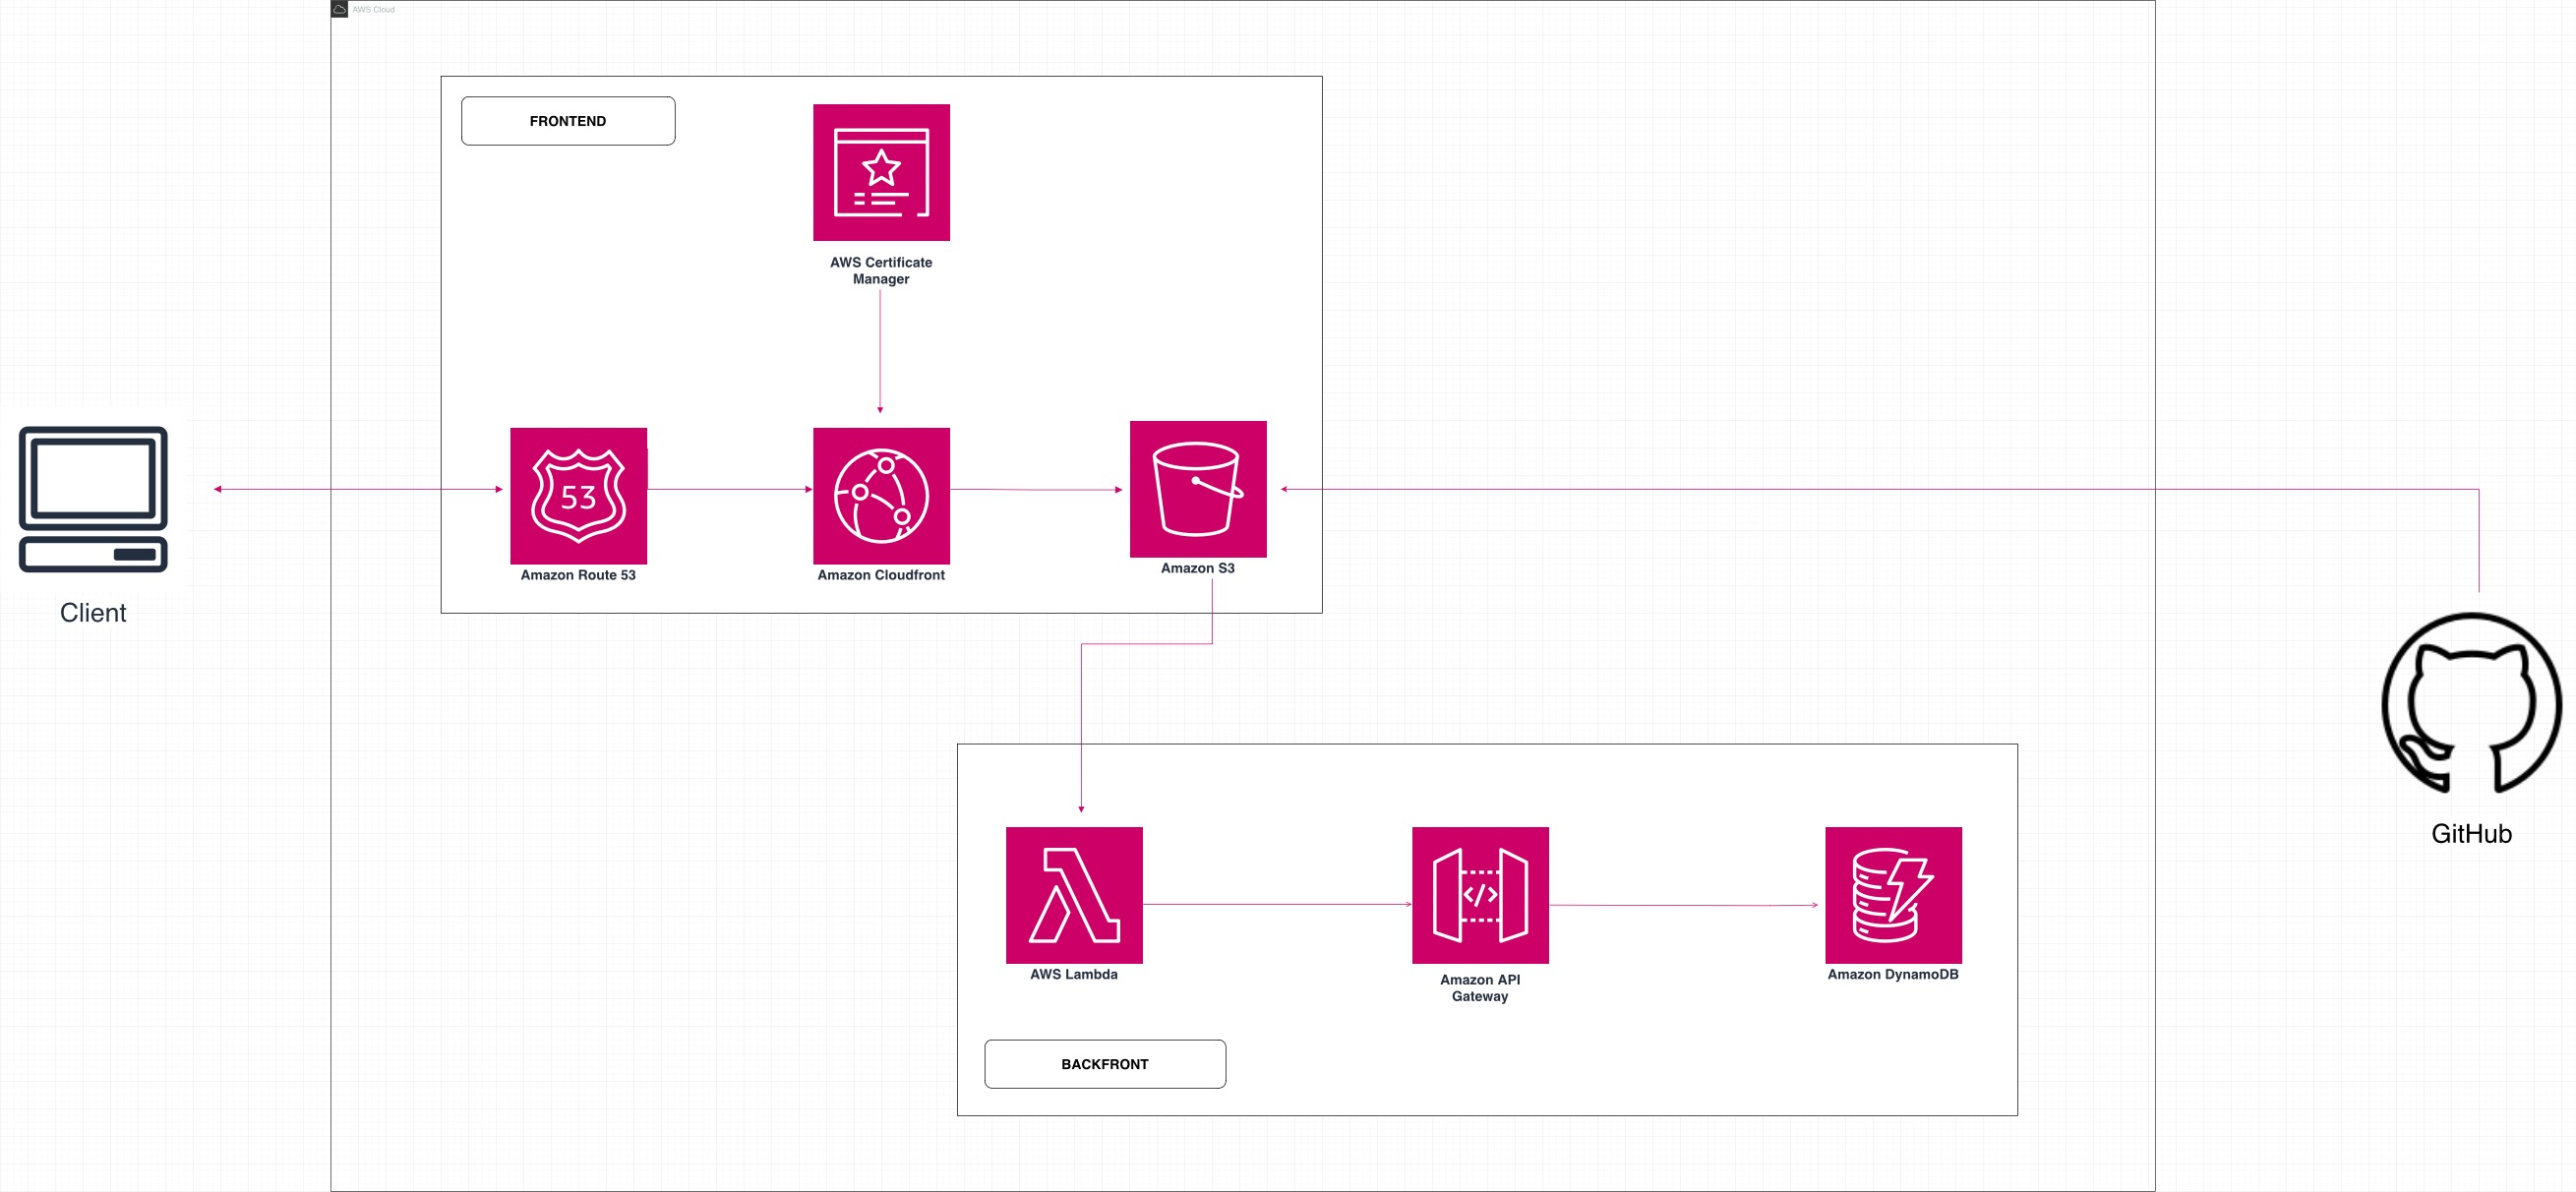 AWS Cloud
FRONTEND
AWS Certificate
Manager
53
Amazon Route 53
Amazon Cloudfront
Amazon S3
Client
GitHub
</>
AWS Lambda
Amazon API
Gateway
Amazon DynamoDB
BACKFRONT